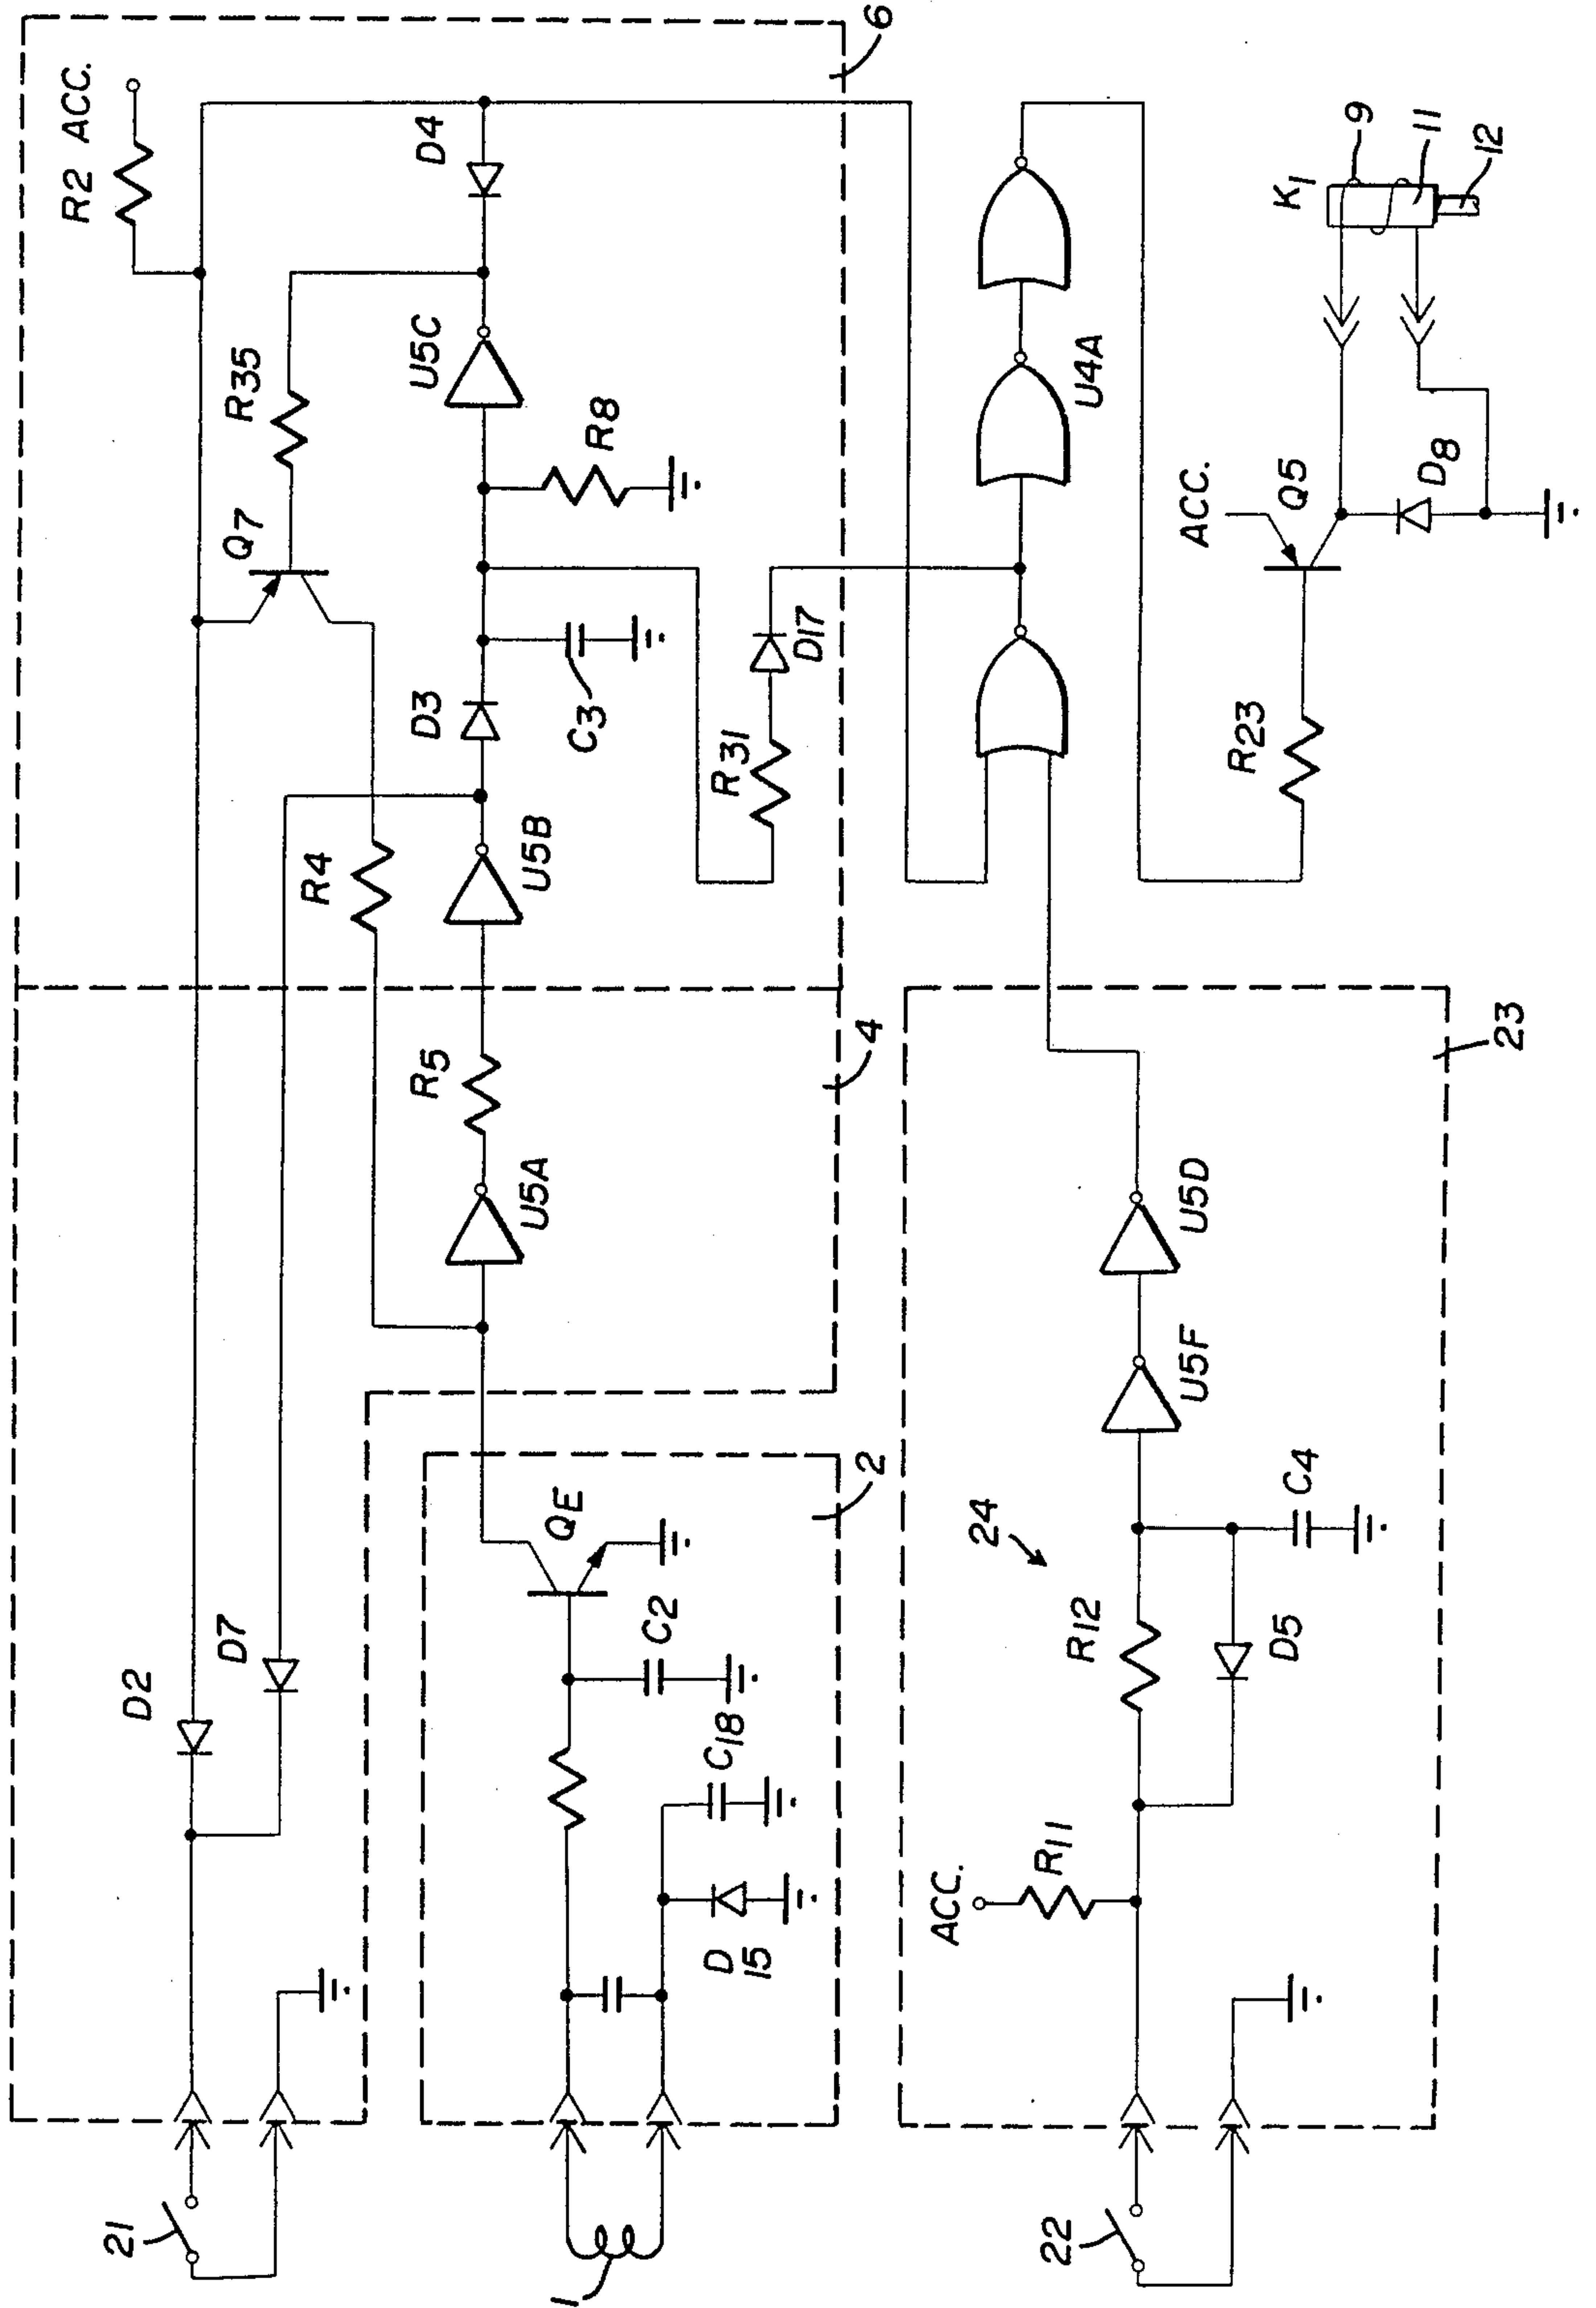 21
D2
D7
R4
Q7
R35
R2 ACC.
1
QE
C2
C18
D
15
2
U5A
R5
4
U5B
D3
C3
R8
U5C
D4
R31
D17
6
22
ACC.
R11
24
R12
D5
C4
U5F
U5D
23
U4A
R23
ACC.
Q5
D8
K1
9
11
12